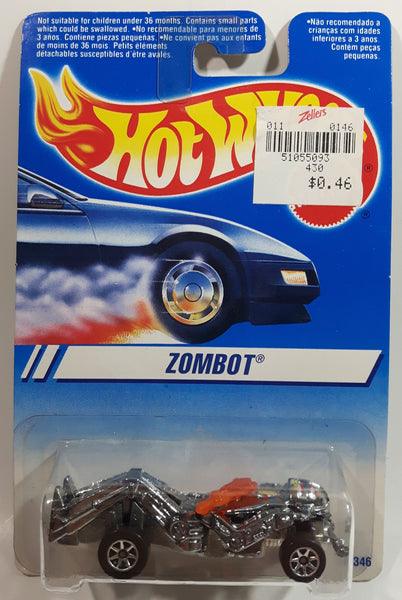 Not suitable for children under 36 months. Contains small parts
which could be swallowed. •No recomendable para menores de
3 anos. Contiene piezas pequenas. •Ne convient pas aux enfants
de moins de 36 mois. Petits éléments
détachables susceptibles d'être avalés.
•Não recomendado a
crianças com idades
inferiores a 3 anos.
Contém peças
pequenas.
HOT
Zellers
011 0146
51055093
430
$0.46
®
®
ZOMBOT®
346